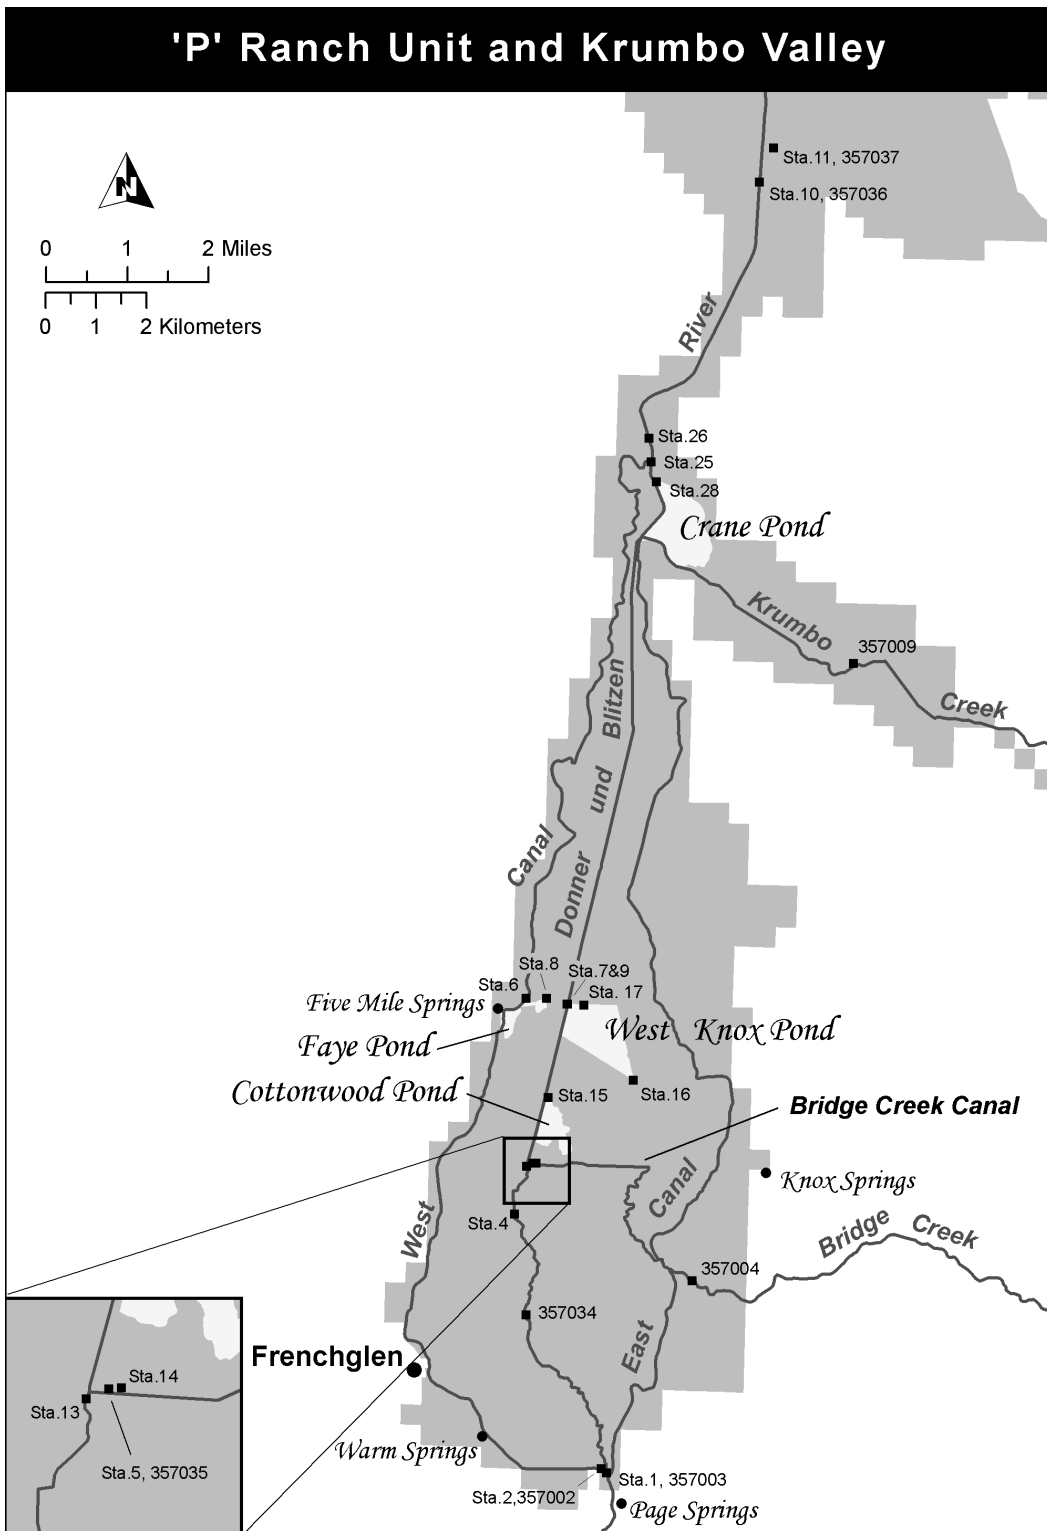 'P' Ranch Unit and Krumbo Valley
N
0 1 2 Miles
0 1 2 Kilometers
Sta.11, 357037
Sta.10, 357036
River
Sta.26
Sta.25
Sta.28
Crane Pond
Krumbo
357009
Creek
Blitzen
und
Donner
Canal
Sta.8
Sta.7&9
Sta.6
Sta. 17
Five Mile Springs
West Knox Pond
Faye Pond
Cottonwood Pond
Sta.15
Sta.16
Bridge Creek Canal
Knox Springs
Canal
West
Sta.4
Bridge Creek
357004
357034
East
Frenchglen
Sta.14
Sta.13
Sta.5, 357035
Warm Springs
Sta.1, 357003
Sta.2,357002
Page Springs